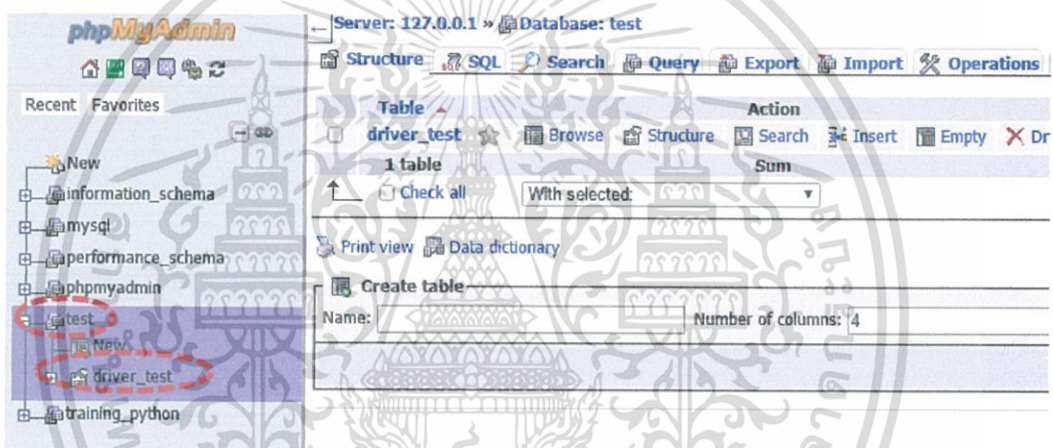 phpMyAdmin
Recent Favorites
New
information_schema
mysql
performance_schema
phpmyadmin
test
New
driver_test
training_python
Server: 127.0.0.1 » Database: test
Structure SQL Search Query Export Import Operations
Table Action
driver_test Browse Structure Search Insert Empty Dr
1 table Sum
Check all With selected:
Print view Data dictionary
Create table
Name: Number of columns: 4